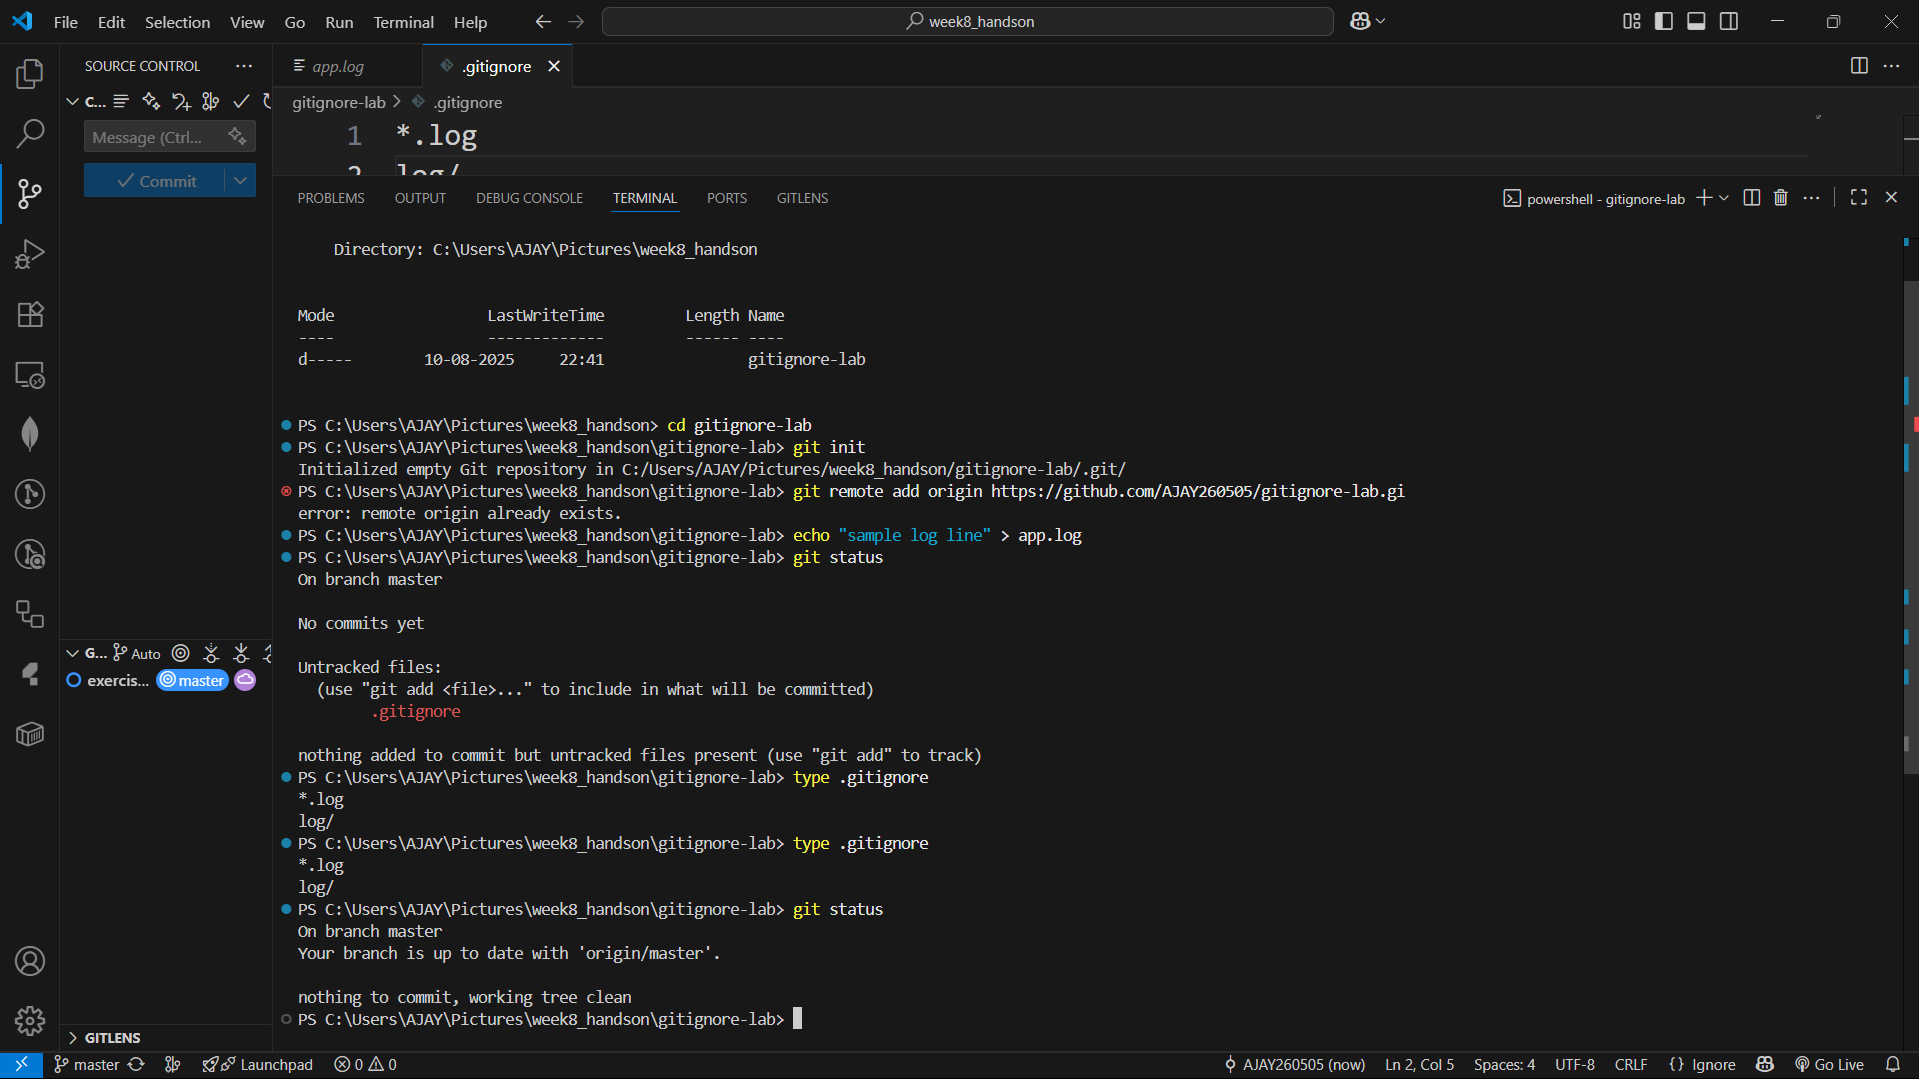 File Edit Selection View Go Run Terminal Help
week8_handson
SOURCE CONTROL
app.log
.gitignore
C...
gitignore-lab > .gitignore
Message (Ctrl...
1 *.log
2 log/
Commit
PROBLEMS OUTPUT DEBUG CONSOLE TERMINAL PORTS GITLENS
powershell - gitignore-lab
Directory: C:\Users\AJAY\Pictures\week8_handson
Mode LastWriteTime Length Name
---- ------------- ------ ----
d----- 10-08-2025 22:41 gitignore-lab
PS C:\Users\AJAY\Pictures\week8_handson> cd gitignore-lab
PS C:\Users\AJAY\Pictures\week8_handson\gitignore-lab> git init
Initialized empty Git repository in C:/Users/AJAY/Pictures/week8_handson/gitignore-lab/.git/
PS C:\Users\AJAY\Pictures\week8_handson\gitignore-lab> git remote add origin https://github.com/AJAY260505/gitignore-lab.gi
error: remote origin already exists.
PS C:\Users\AJAY\Pictures\week8_handson\gitignore-lab> echo "sample log line" > app.log
PS C:\Users\AJAY\Pictures\week8_handson\gitignore-lab> git status
On branch master
No commits yet
Untracked files:
(use "git add <file>..." to include in what will be committed)
.gitignore
nothing added to commit but untracked files present (use "git add" to track)
PS C:\Users\AJAY\Pictures\week8_handson\gitignore-lab> type .gitignore
*.log
log/
PS C:\Users\AJAY\Pictures\week8_handson\gitignore-lab> type .gitignore
*.log
log/
PS C:\Users\AJAY\Pictures\week8_handson\gitignore-lab> git status
On branch master
Your branch is up to date with 'origin/master'.
nothing to commit, working tree clean
PS C:\Users\AJAY\Pictures\week8_handson\gitignore-lab>
G... Auto
exercis... master
GITLENS
master Launchpad 0 0 AJAY260505 (now) Ln 2, Col 5 Spaces: 4 UTF-8 CRLF {} Ignore Go Live